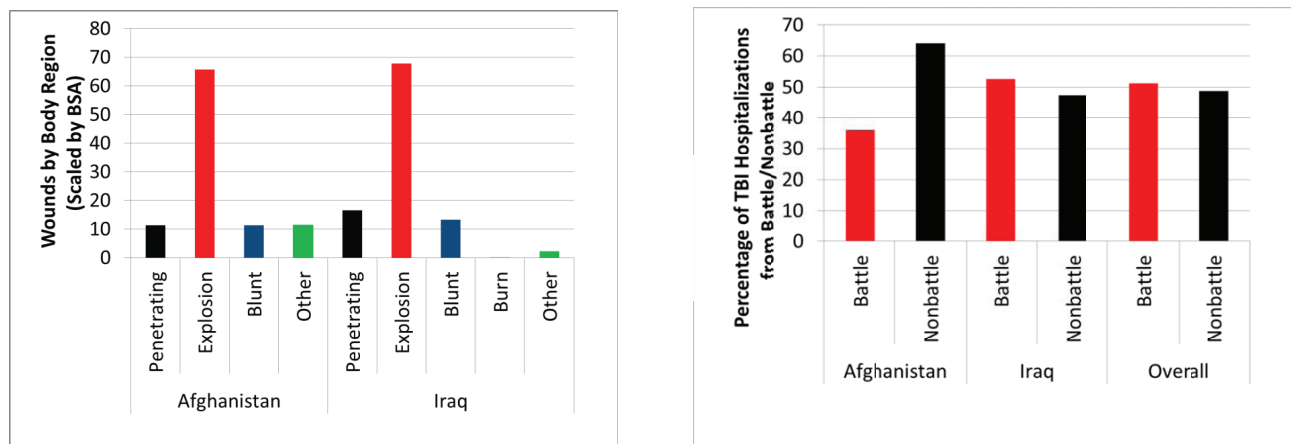 Wounds by Body Region
(Scaled by BSA)
80
70
60
50
40
30
20
10
0
Penetrating
Explosion
Blunt
Other
Penetrating
Explosion
Blunt
Burn
Other
Afghanistan
Iraq
Percentage of TBI Hospitalizations
from Battle/Nonbattle
70
60
50
40
30
20
10
0
Battle
Nonbattle
Battle
Nonbattle
Battle
Nonbattle
Afghanistan
Iraq
Overall